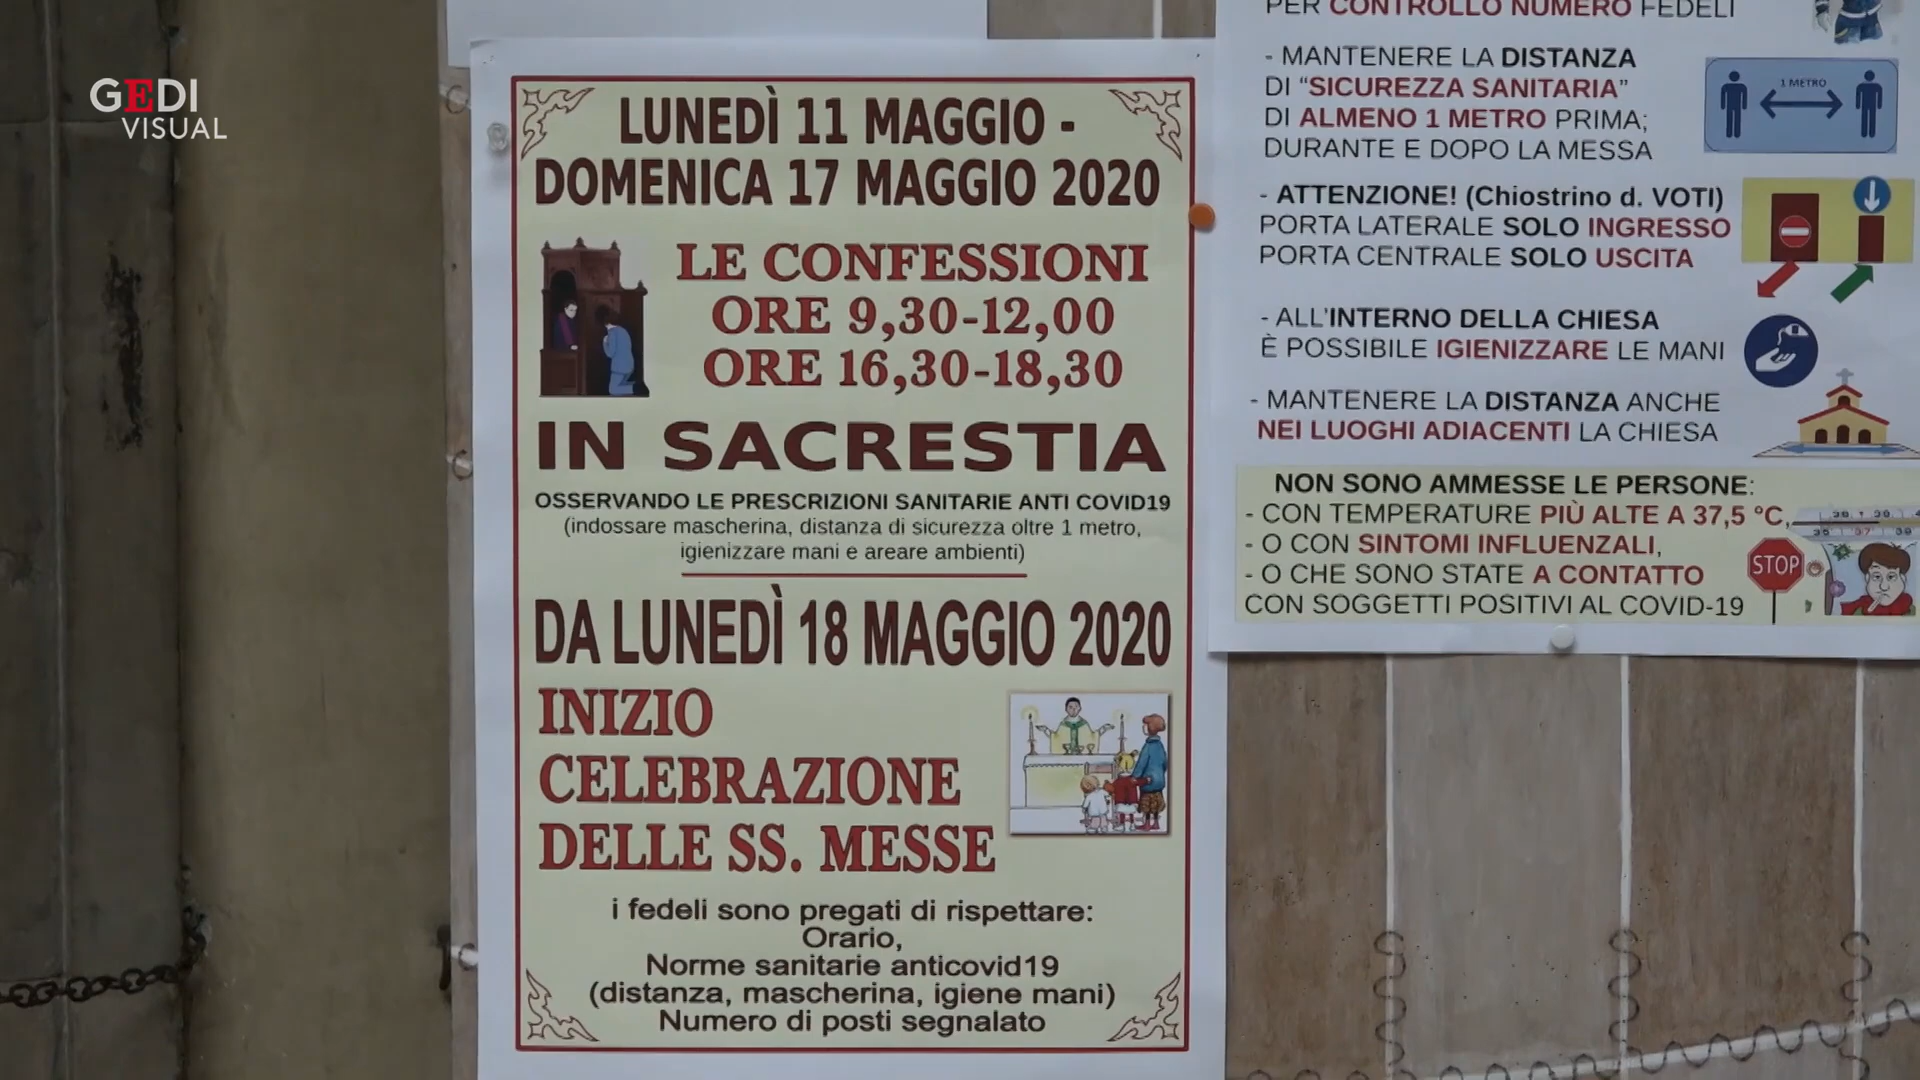 GEDI
VISUAL
LUNEDÌ 11 MAGGIO -
DOMENICA 17 MAGGIO 2020
LE CONFESSIONI
ORE 9,30-12,00
ORE 16,30-18,30
IN SACRESTIA
OSSERVANDO LE PRESCRIZIONI SANITARIE ANTI COVID19
(indossare mascherina, distanza di sicurezza oltre 1 metro,
igienizzare mani e areare ambienti)
DA LUNEDÌ 18 MAGGIO 2020
INIZIO
CELEBRAZIONE
DELLE SS. MESSE
i fedeli sono pregati di rispettare:
Orario,
Norme sanitarie anticovid19
(distanza, mascherina, igiene mani)
Numero di posti segnalato
PER CONTROLLO NUMERO FEDELI
- MANTENERE LA DISTANZA
DI “SICUREZZA SANITARIA”
DI ALMENO 1 METRO PRIMA;
DURANTE E DOPO LA MESSA
1 METRO
- ATTENZIONE! (Chiostrino d. VOTI)
PORTA LATERALE SOLO INGRESSO
PORTA CENTRALE SOLO USCITA
- ALL'INTERNO DELLA CHIESA
È POSSIBILE IGIENIZZARE LE MANI
- MANTENERE LA DISTANZA ANCHE
NEI LUOGHI ADIACENTI LA CHIESA
NON SONO AMMESSE LE PERSONE:
- CON TEMPERATURE PIÙ ALTE A 37,5 °C,
- O CON SINTOMI INFLUENZALI,
- O CHE SONO STATE A CONTATTO
CON SOGGETTI POSITIVI AL COVID-19
STOP